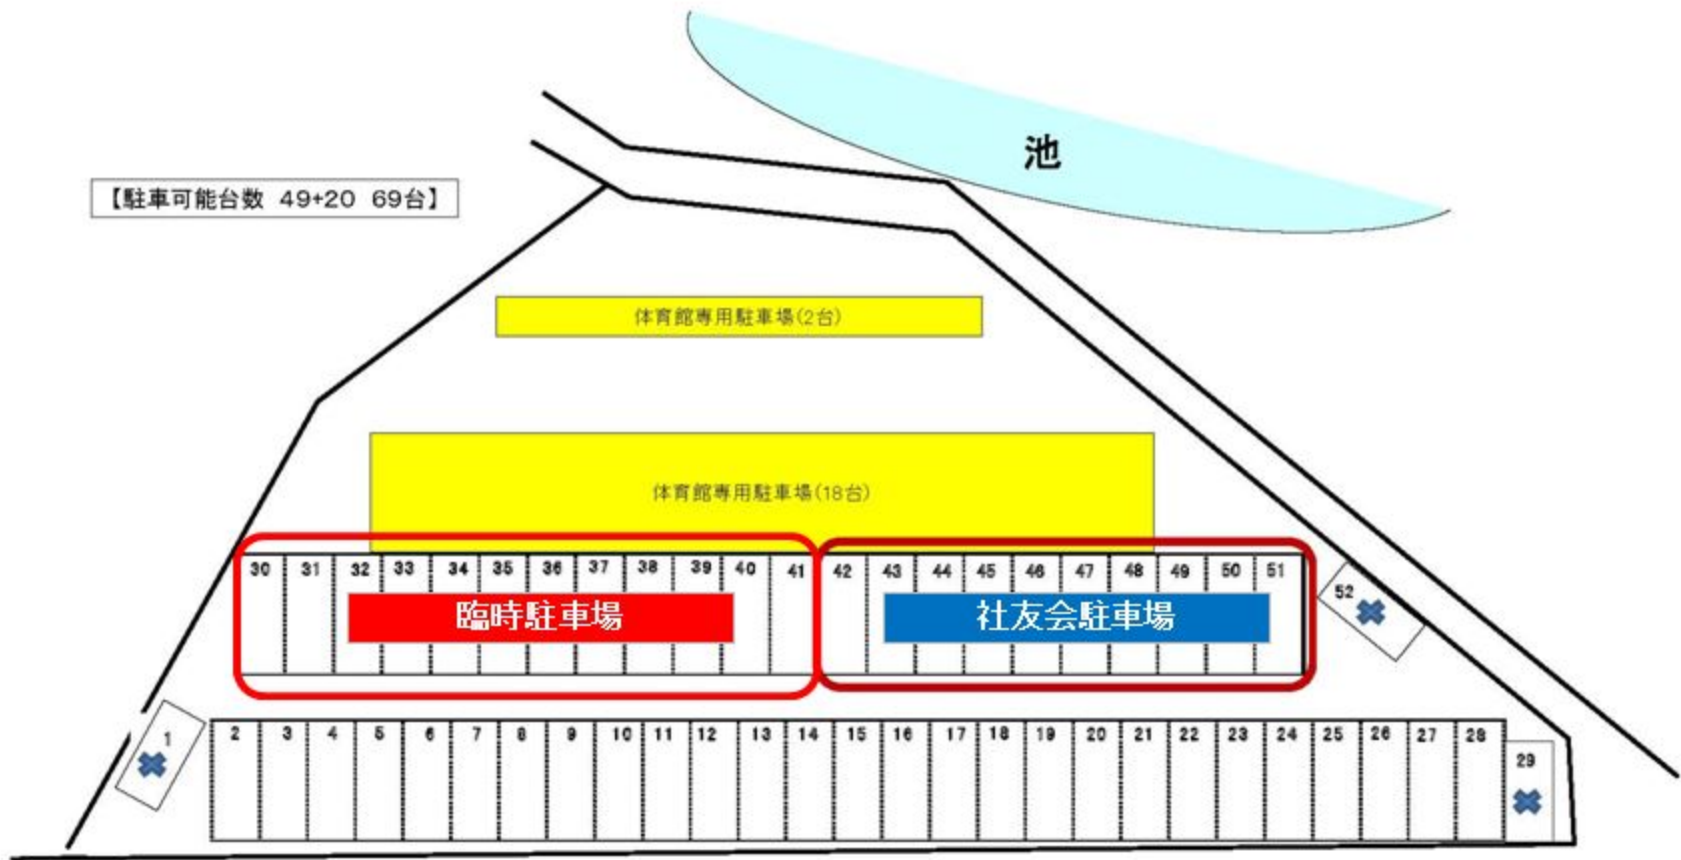 池
【駐車可能台数 49+20 69台】
体育館専用駐車場(2台)
体育館専用駐車場(18台)
30 31 32 33 34 35 36 37 38 39 40 41 42 43 44 45 46 47 48 49 50 51
52
臨時駐車場
社友会駐車場
1
2 3 4 5 6 7 8 9 10 11 12 13 14 15 16 17 18 19 20 21 22 23 24 25 26 27 28
29